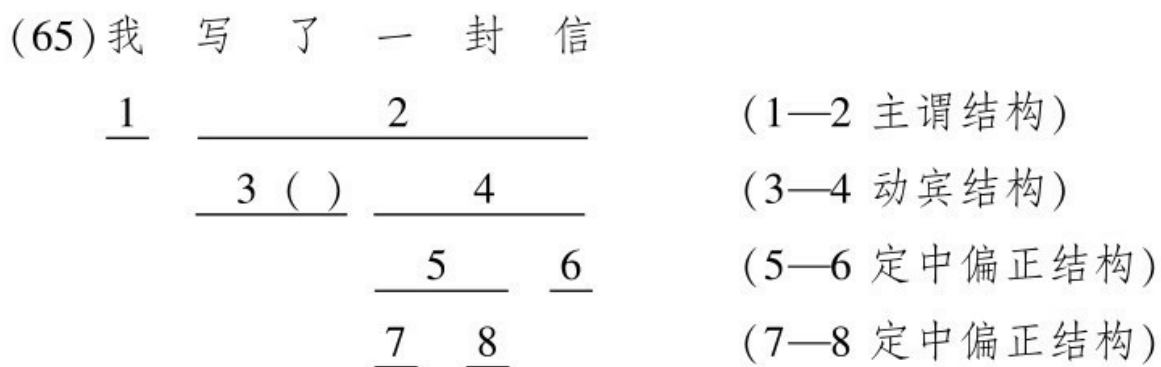 (65)我 写 了 一 封 信
1 2 (1—2 主谓结构)
3 ( ) 4 (3—4 动宾结构)
5 6 (5—6 定中偏正结构)
7 8 (7—8 定中偏正结构)